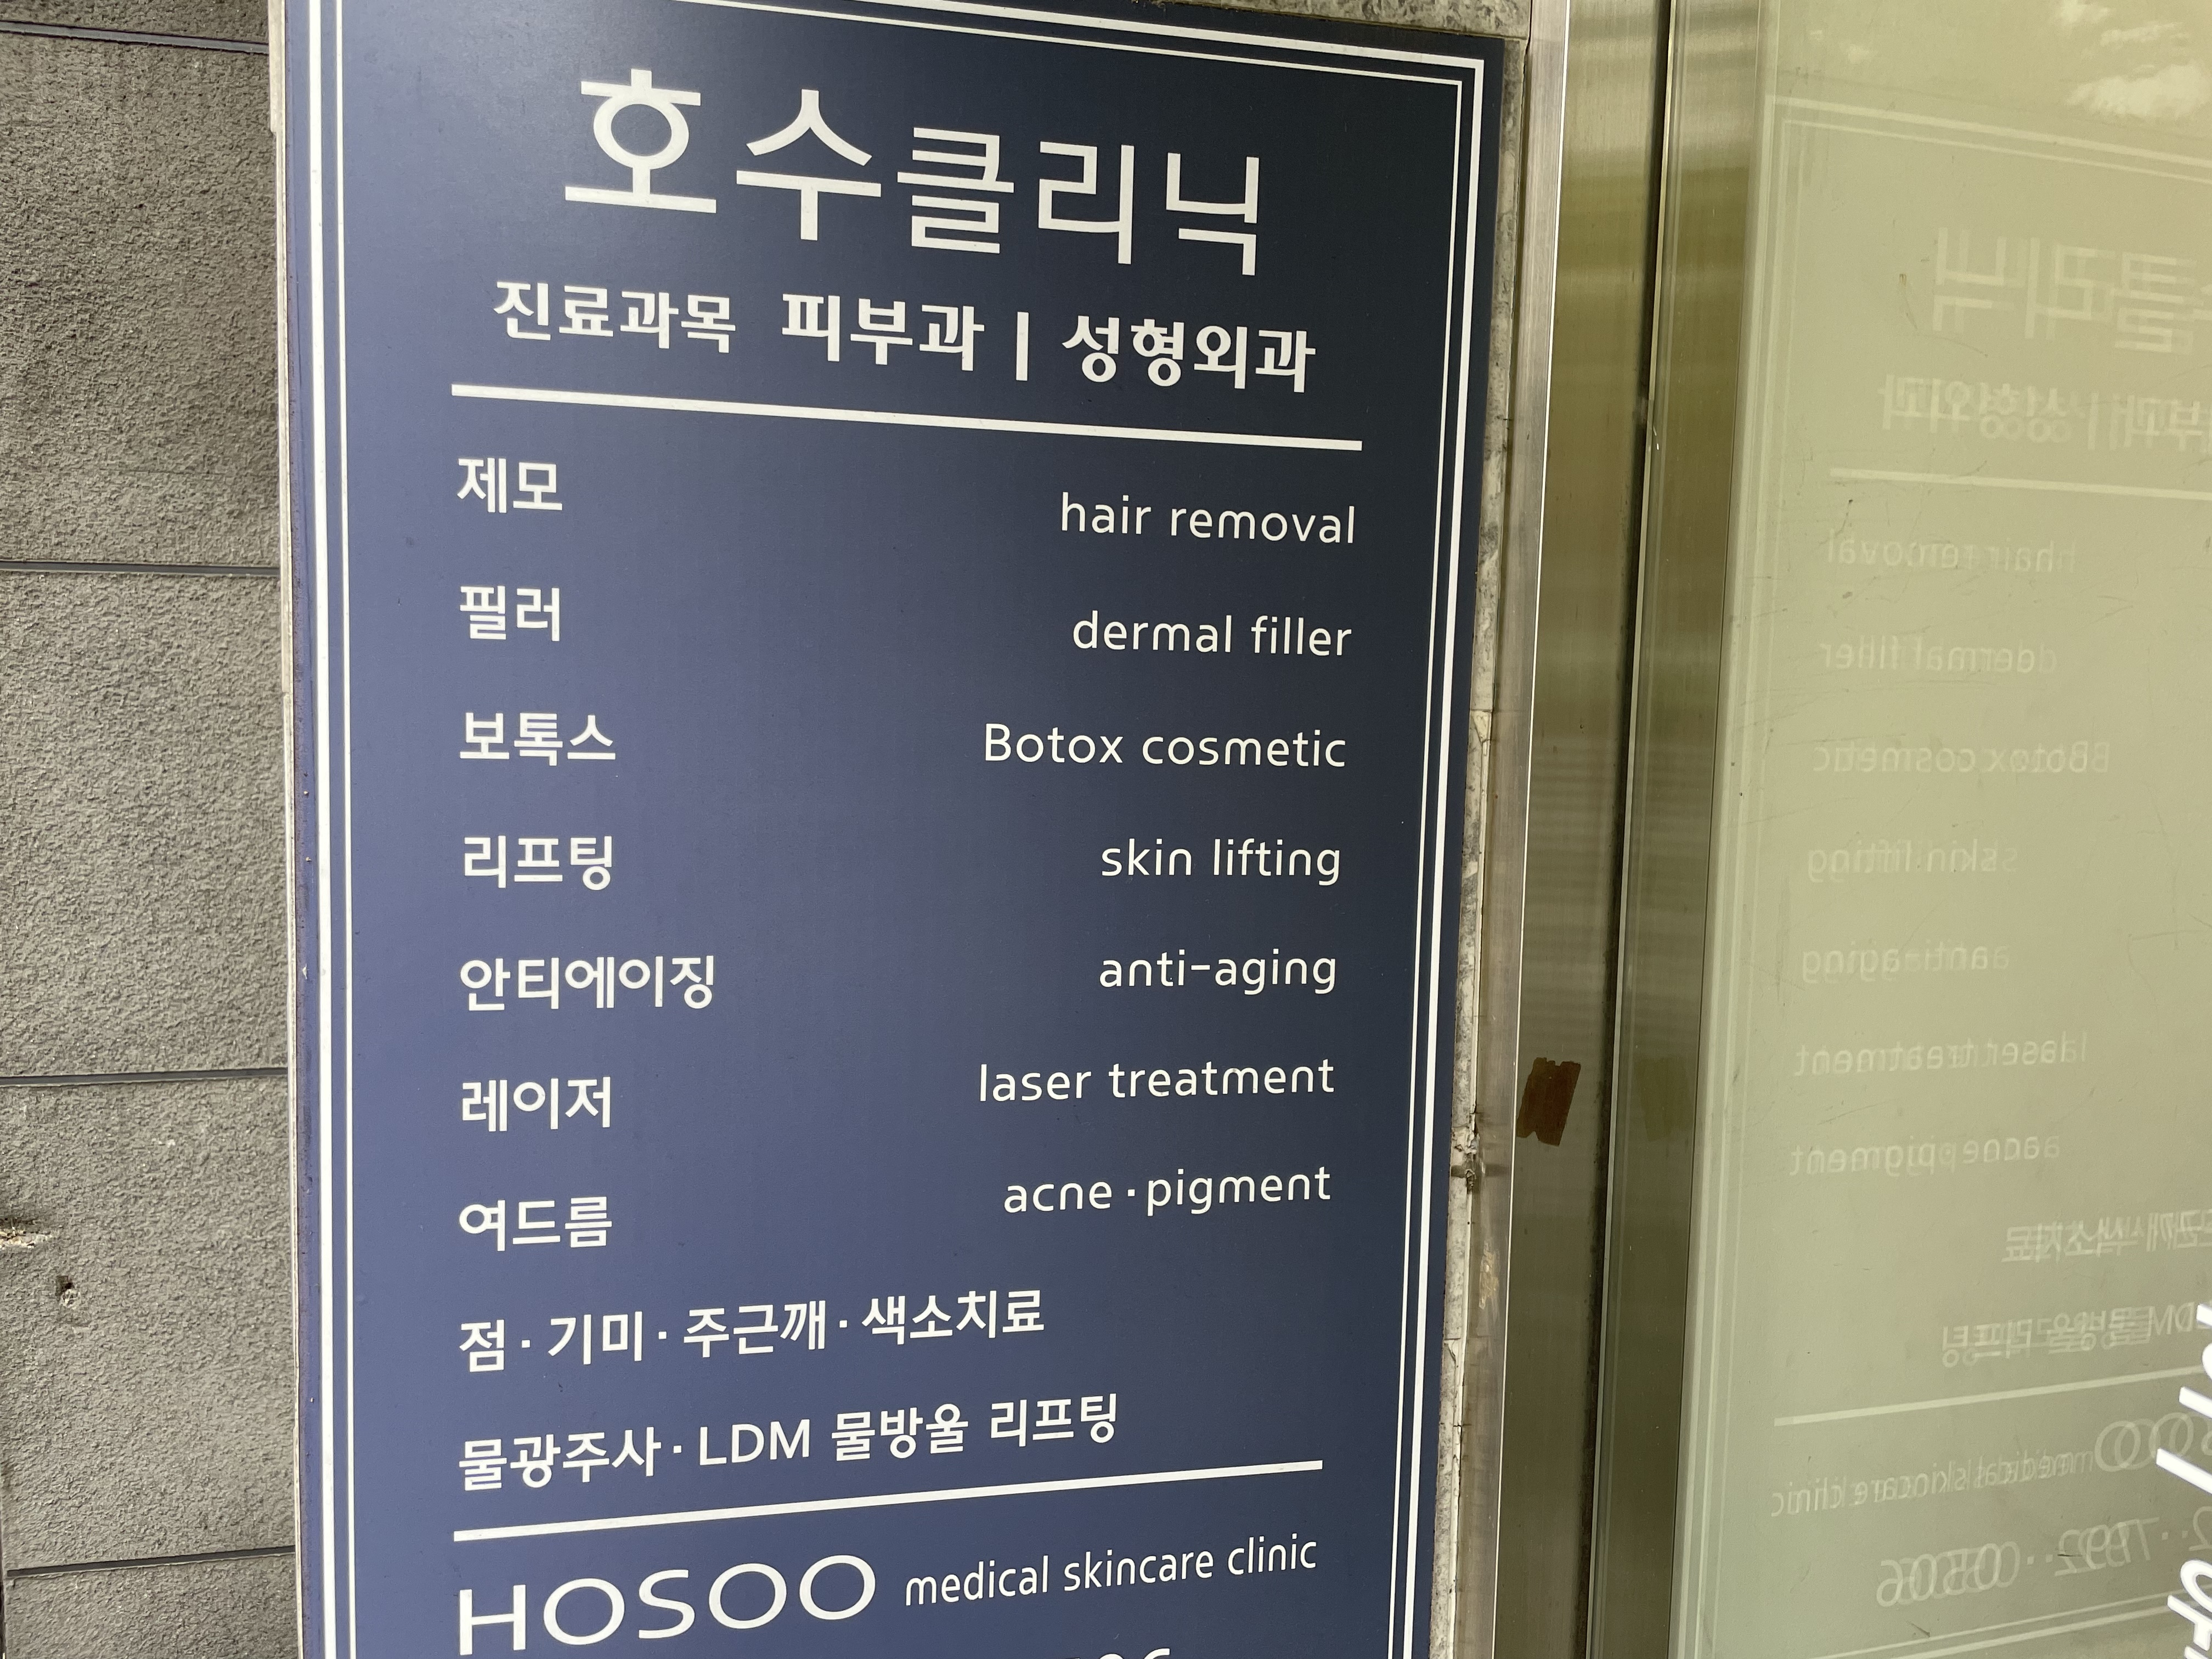 호수클리닉
진료과목 피부과 | 성형외과
제모 hair removal
필러 dermal filler
보톡스 Botox cosmetic
리프팅 skin lifting
안티에이징 anti-aging
레이저 laser treatment
여드름 acne·pigment
점·기미·주근깨·색소치료
물광주사·LDM 물방울 리프팅
HOSOO medical skincare clinic